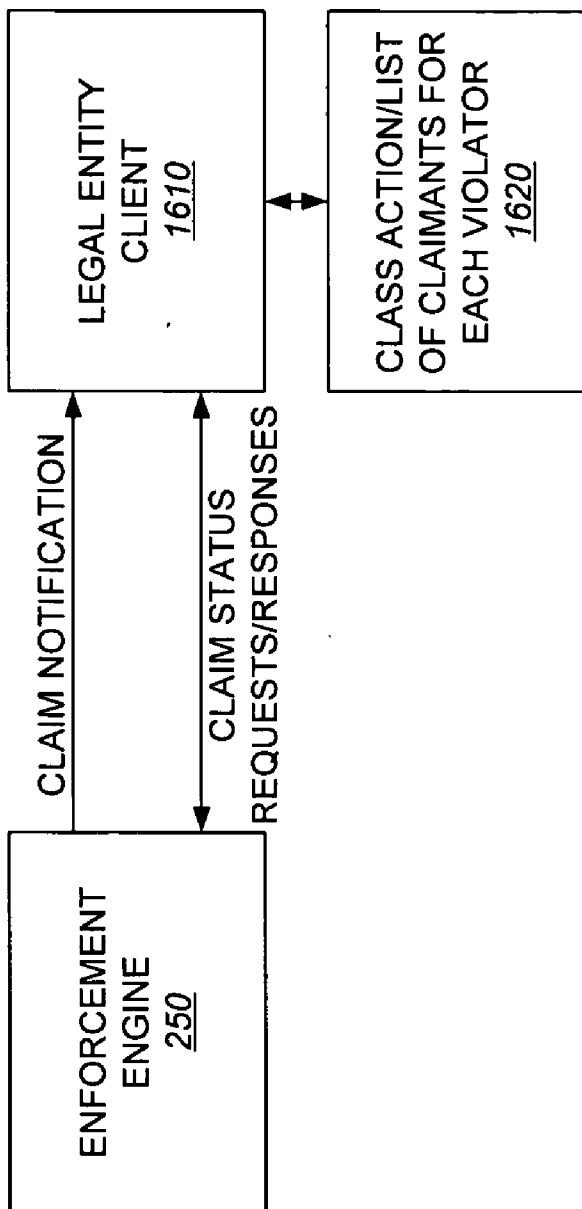 ENFORCEMENT
ENGINE
250
CLAIM NOTIFICATION
CLAIM STATUS
REQUESTS/RESPONSES
LEGAL ENTITY
CLIENT
1610
CLASS ACTION/LIST
OF CLAIMANTS FOR
EACH VIOLATOR
1620